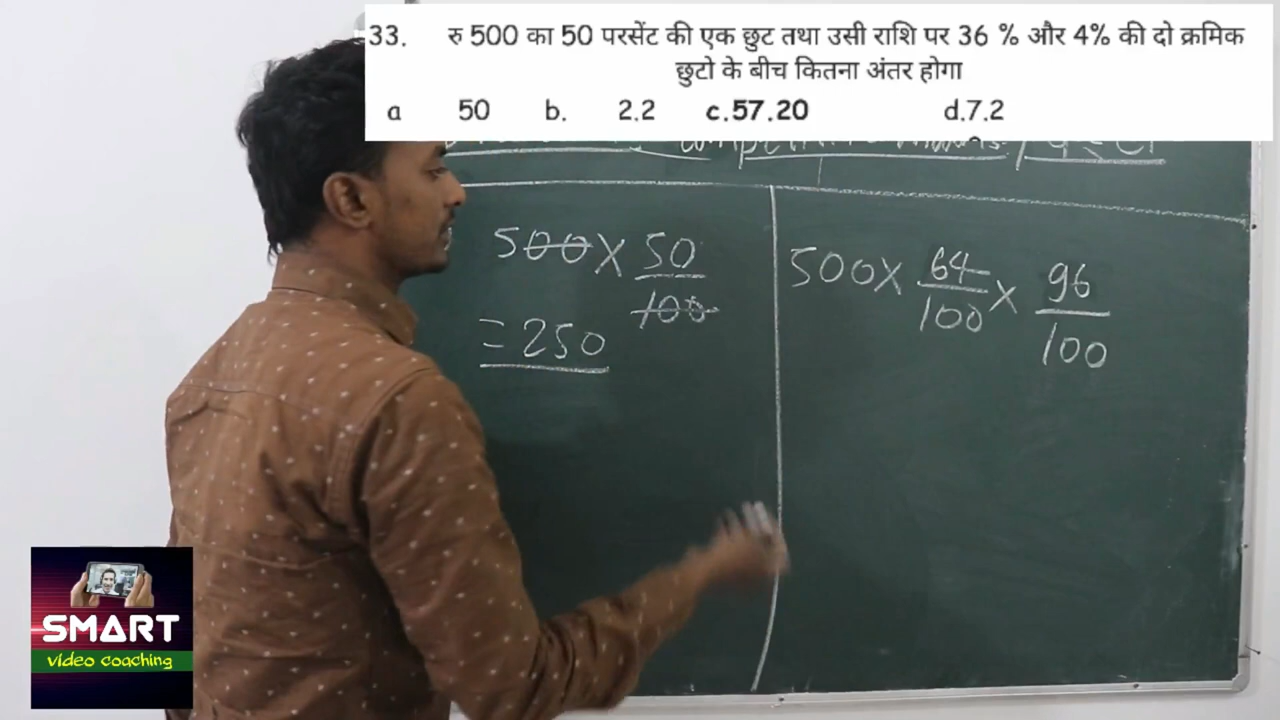 33. रु 500 का 50 परसेंट की एक छुट तथा उसी राशि पर 36 % और 4% की दो क्रमिक
छुटो के बीच कितना अंतर होगा
a 50 b. 2.2 c.57.20 d.7.2
500 X 50/100
= 250
500 X 64/100 X 96/100
SMART
video coaching